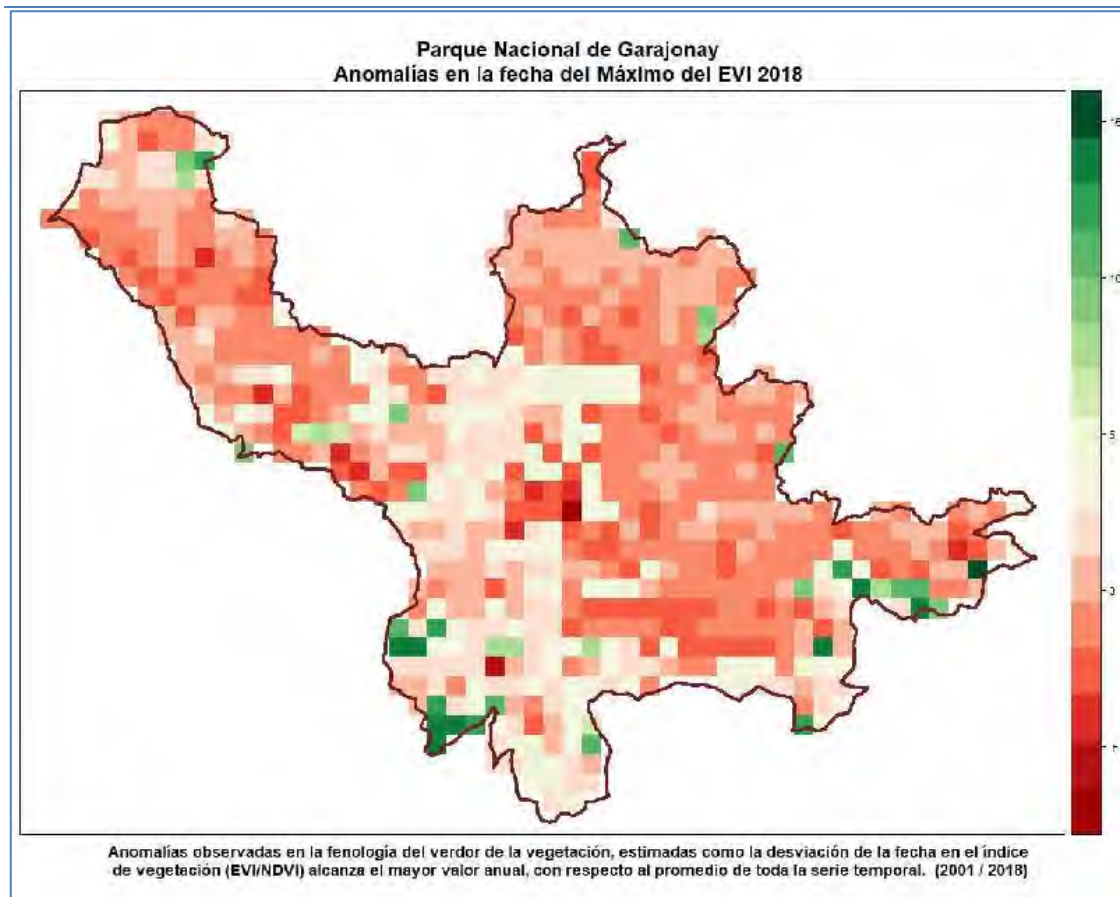 Parque Nacional de Garajonay
Anomalías en la fecha del Máximo del EVI 2018
10
5
Anomalías observadas en la fenología del verdor de la vegetación, estimadas como la desviación de la fecha en el índice
de vegetación (EVI/NDVI) alcanza el mayor valor anual, con respecto al promedio de toda la serie temporal. (2001 / 2018)